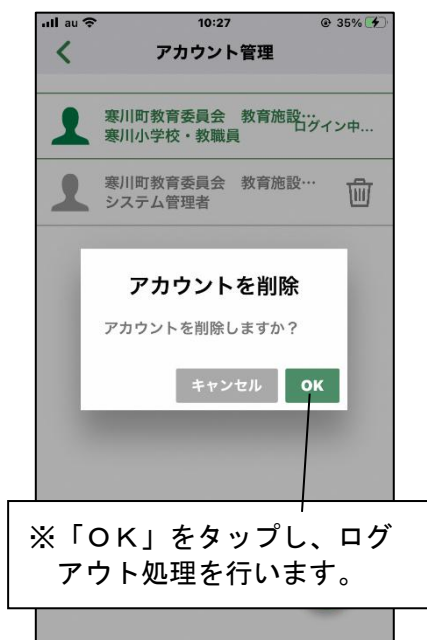 au 10:27 35%
アカウント管理
寒川町教育委員会 教育施設…
寒川小学校・教職員
ログイン中...
寒川町教育委員会 教育施設…
システム管理者
アカウントを削除
アカウントを削除しますか？
キャンセル OK
※「ＯＫ」をタップし、ログ
アウト処理を行います。